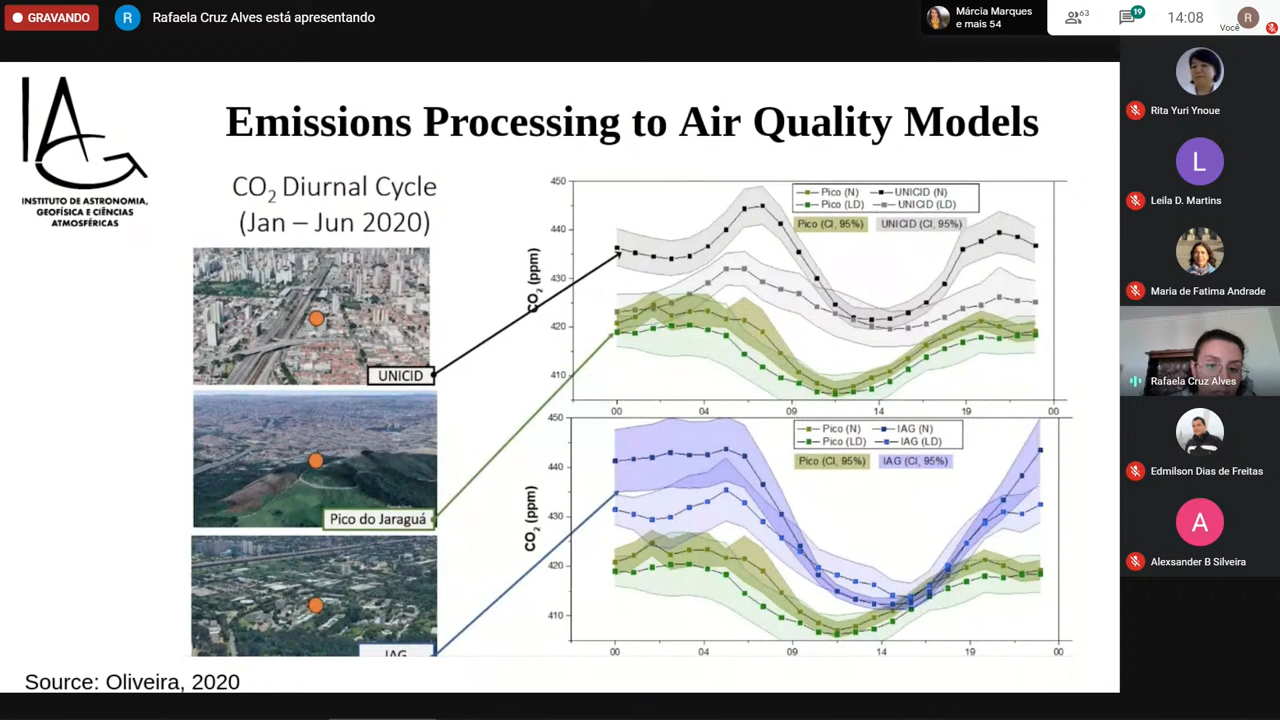 GRAVANDO
R
Rafaela Cruz Alves está apresentando
Márcia Marques
e mais 54
63
19
14:08
Você
R
IAG
INSTITUTO DE ASTRONOMIA,
GEOFÍSICA E CIÊNCIAS
ATMOSFÉRICAS
Emissions Processing to Air Quality Models
CO2 Diurnal Cycle
(Jan – Jun 2020)
UNICID
Pico do Jaraguá
IAG
CO2 (ppm)
450
440
430
420
410
Pico (N)
UNICID (N)
Pico (LD)
UNICID (LD)
Pico (CI, 95%)
UNICID (CI, 95%)
00
04
09
14
19
00
CO2 (ppm)
450
440
430
420
410
Pico (N)
IAG (N)
Pico (LD)
IAG (LD)
Pico (CI, 95%)
IAG (CI, 95%)
00
04
09
14
19
00
Source: Oliveira, 2020
Rita Yuri Ynoue
L
Leila D. Martins
Maria de Fatima Andrade
Rafaela Cruz Alves
Edmilson Dias de Freitas
A
Alexsander B Silveira